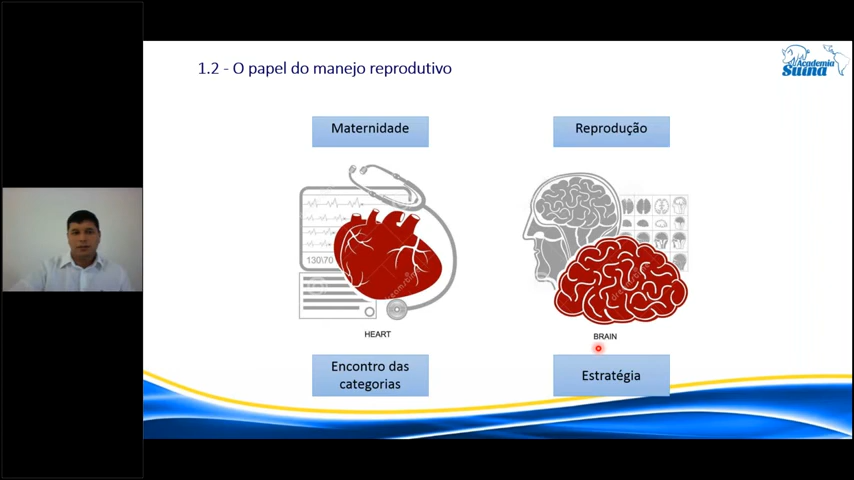 1.2 - O papel do manejo reprodutivo
Academia
Suína
Maternidade
Reprodução
130\70
HEART
BRAIN
Encontro das
categorias
Estratégia